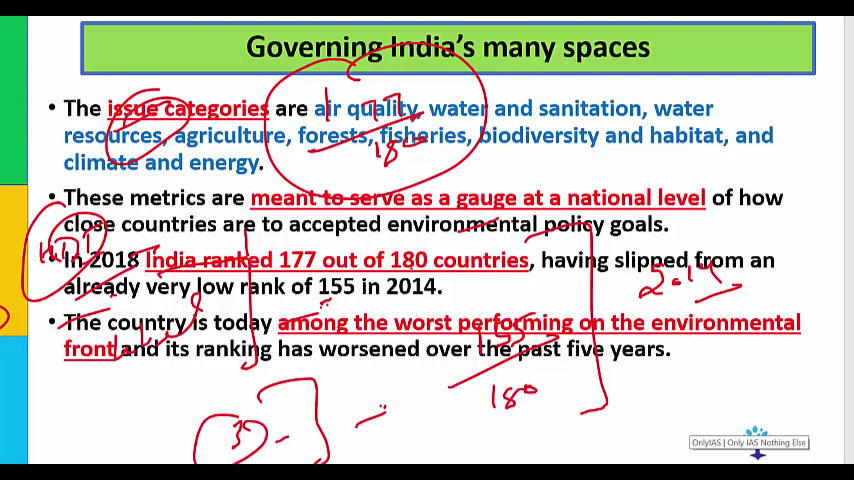 Governing India's many spaces
• The issue categories are air quality, water and sanitation, water
resources, agriculture, forests, fisheries, biodiversity and habitat, and
climate and energy.
• These metrics are meant to serve as a gauge at a national level of how
close countries are to accepted environmental policy goals.
• In 2018 India ranked 177 out of 180 countries, having slipped from an
already very low rank of 155 in 2014.
• The country is today among the worst performing on the environmental
front and its ranking has worsened over the past five years.
177
180
HDI
2.14
155
180
OnlyIAS | Only IAS Nothing Else